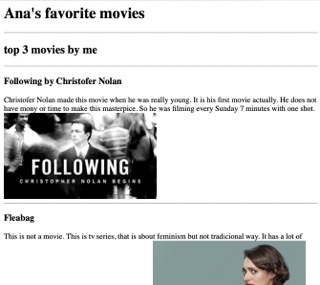 Ana's favorite movies
top 3 movies by me
Following by Christofer Nolan
Christofer Nolan made this movie when he was really young. It is his first movie actually. He does not
have mony or time to make this masterpice. So he was filming every Sunday 7 minutes with one shot.
FOLLOWING
CHRISTOPHER NOLAN BEGINS
Fleabag
This is not a movie. This is tv series, that is about feminism but not tradicional way. It has a lot of